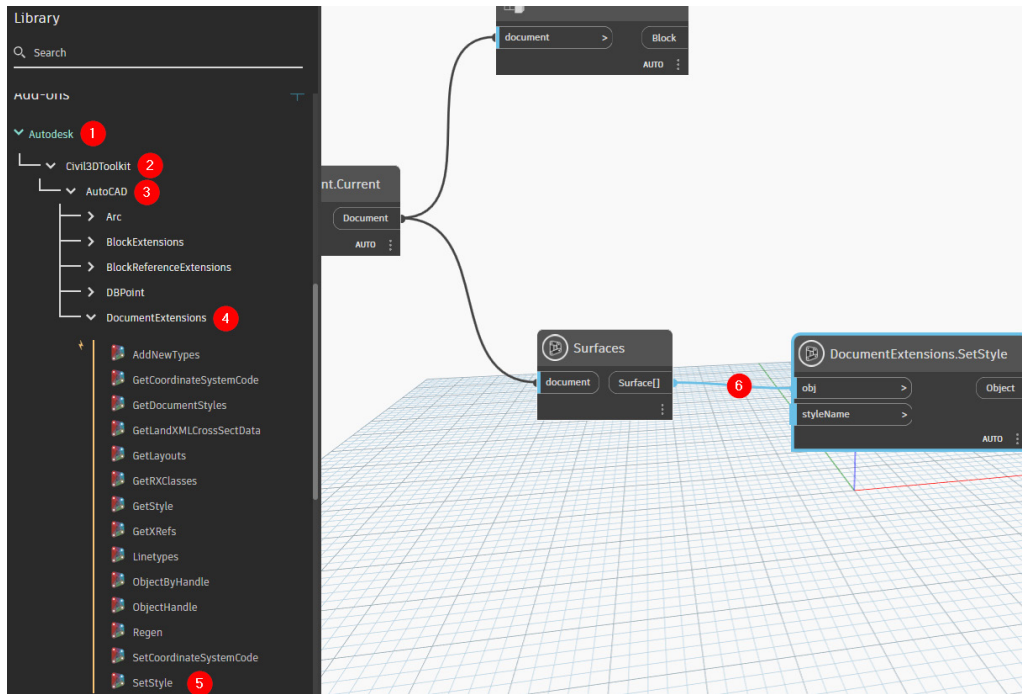 Library
Search
Add-ons
Autodesk 1
Civil3DToolkit 2
AutoCAD 3
Arc
BlockExtensions
BlockReferenceExtensions
DBPoint
DocumentExtensions 4
AddNewTypes
GetCoordinateSystemCode
GetDocumentStyles
GetLandXMLCrossSectData
GetLayouts
GetRXClasses
GetStyle
GetXRefs
Linetypes
ObjectByHandle
ObjectHandle
Regen
SetCoordinateSystemCode
SetStyle 5
document > Block
AUTO
nt.Current
Document
AUTO
Surfaces
document Surface[]
6
DocumentExtensions.SetStyle
obj > Object
styleName >
AUTO